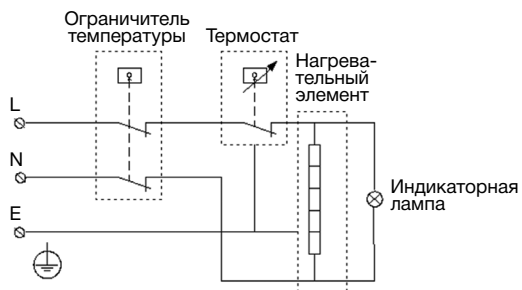 Ограничитель
температуры
Термостат
Нагрева-
тельный
элемент
L
N
E
Индикаторная
лампа